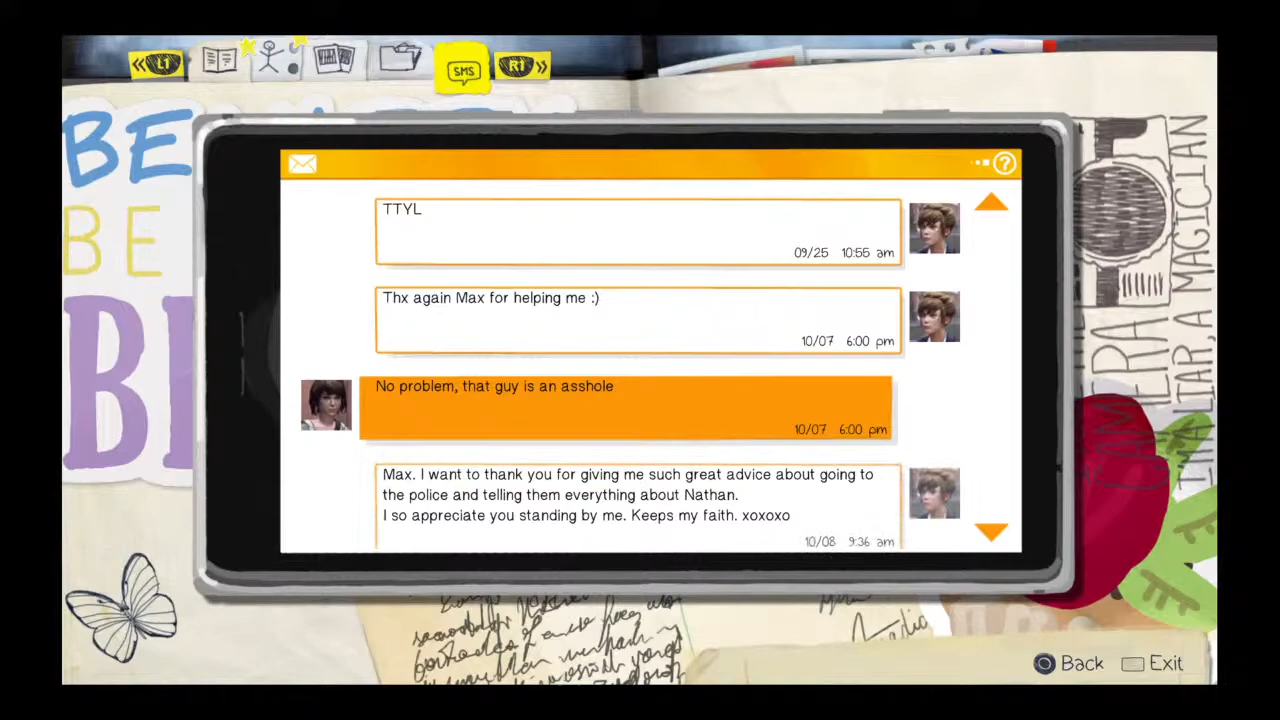 L1
SMS
R1
BE
BE
TTYL
09/25 10:55 am
Thx again Max for helping me :)
10/07 6:00 pm
No problem, that guy is an asshole
10/07 6:00 pm
Max. I want to thank you for giving me such great advice about going to
the police and telling them everything about Nathan.
I so appreciate you standing by me. Keeps my faith. xoxoxo
10/08 9:36 am
A MAGICIAN
Back
Exit